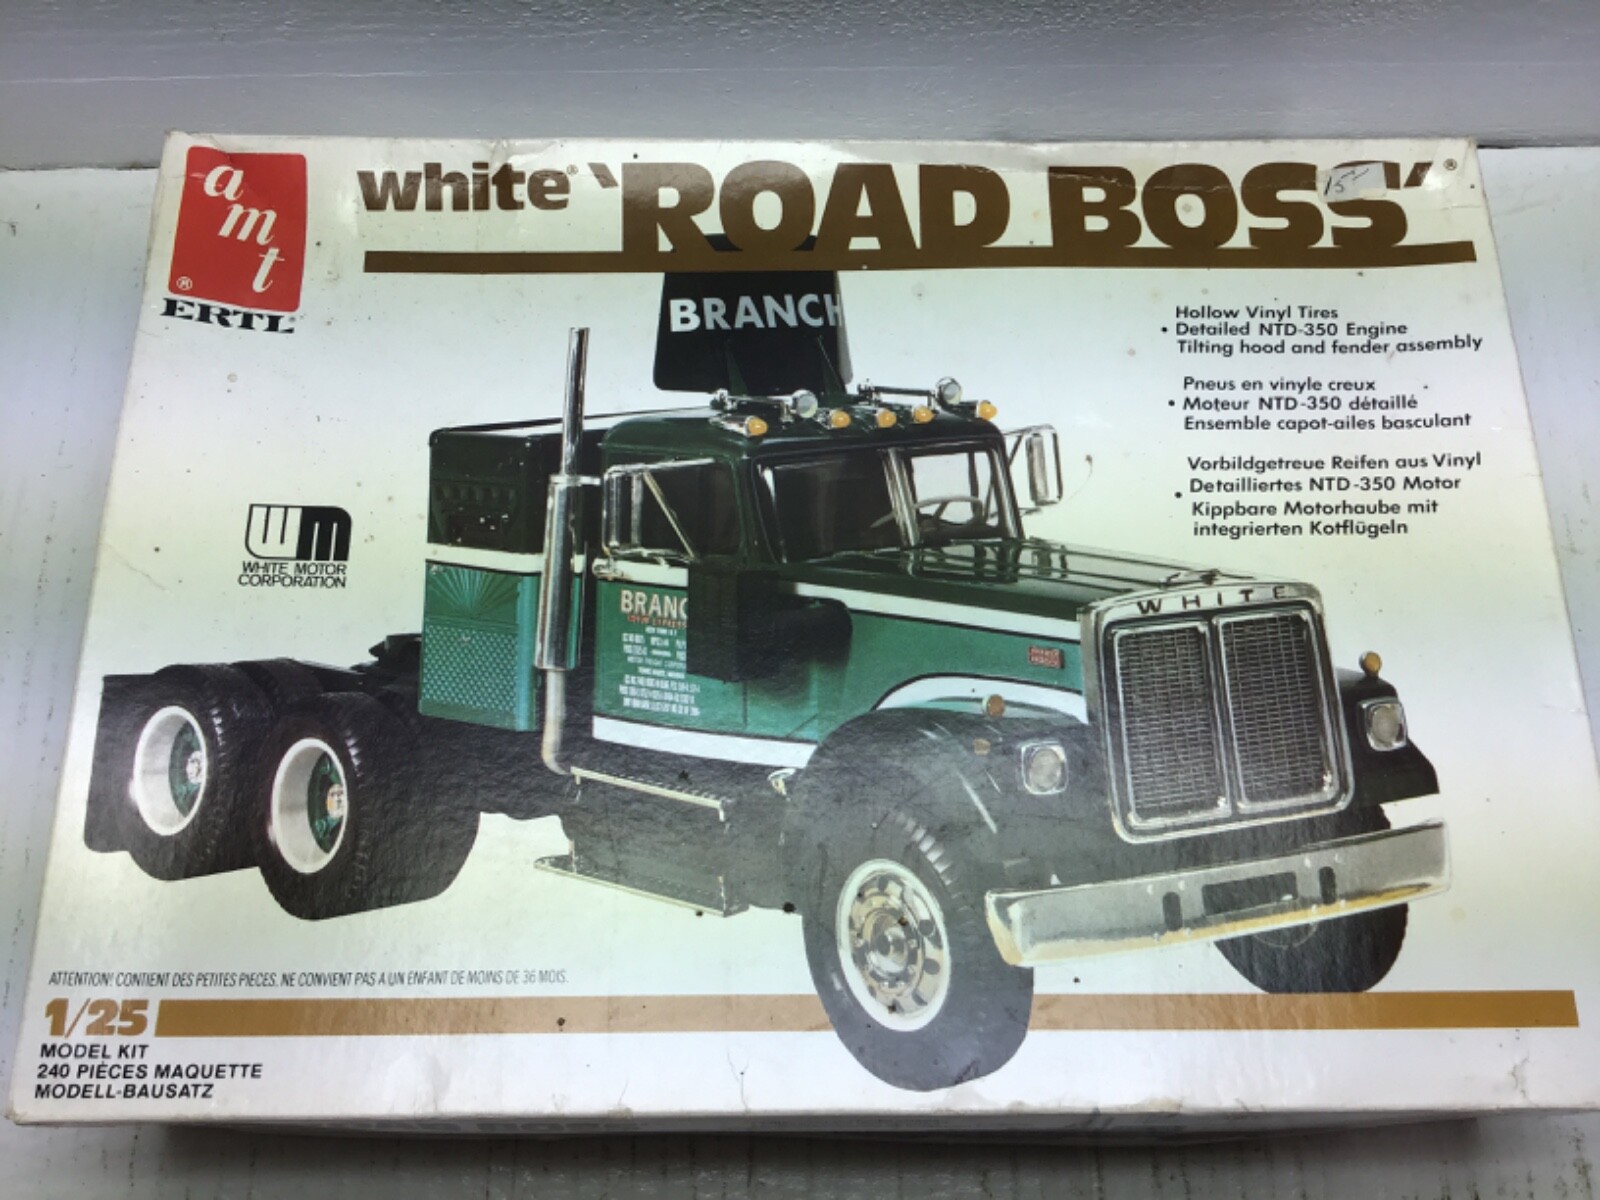 amt
®
ERTL
white® 'ROAD BOSS'®
15
BRANCH
Hollow Vinyl Tires
• Detailed NTD-350 Engine
Tilting hood and fender assembly
Pneus en vinyle creux
• Moteur NTD-350 détaillé
Ensemble capot-ailes basculant
Vorbildgetreue Reifen aus Vinyl
Detailliertes NTD-350 Motor
• Kippbare Motorhaube mit
integrierten Kotflügeln
WM
WHITE MOTOR
CORPORATION
BRANC
WHITE
ATTENTION! CONTIENT DES PETITES PIECES. NE CONVIENT PAS A UN ENFANT DE MOINS DE 36 MOIS.
1/25
MODEL KIT
240 PIÈCES MAQUETTE
MODELL-BAUSATZ